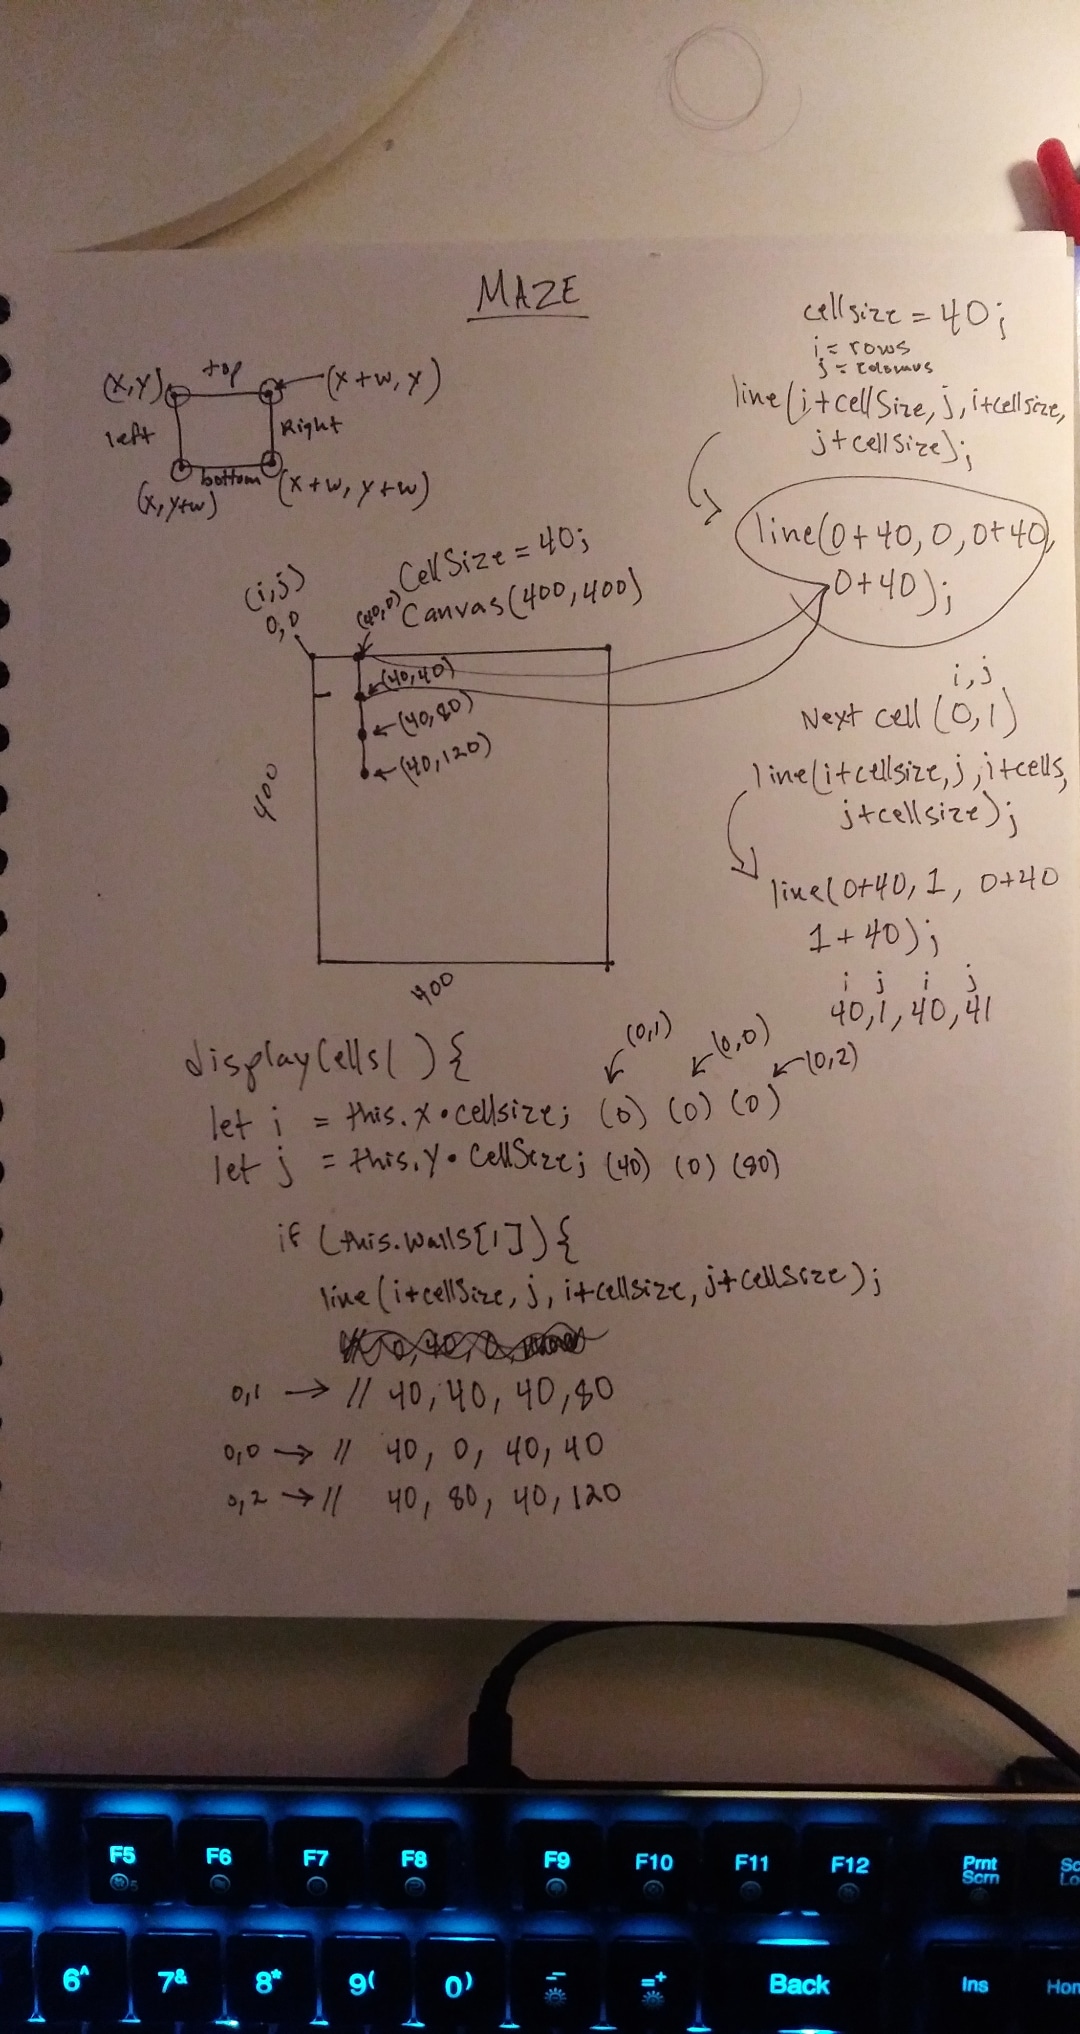 MAZE
(x,y) top (x+w, y)
left Right
bottom
(x, y+w) (x+w, y+w)
cellsize = 40;
i = rows
j = colomns
line(i+cellSize, j, i+cellsize,
j+cellSize);
line(0+40, 0, 0+40,
0+40);
CellSize = 40;
Canvas(400,400)
(i,j)
0,0
(40,0)
(40,40)
(40,80)
(40,120)
400
400
i,j
Next cell (0,1)
line(i+cellsize, j, i+cells,
j+cellsize);
line(0+40, 1, 0+40
1+40);
i j i j
40,1,40,41
displayCells( ) {
(0,1) (0,0) (0,2)
let i = this.x • cellsize; (0) (0) (0)
let j = this.y • CellSize; (40) (0) (80)
if (this.walls[1]) {
line(i+cellSize, j, i+cellsize, j+cellSize);
0,1 → // 40, 40, 40, 80
0,0 → // 40, 0, 40, 40
0,2 → // 40, 80, 40, 120
F5 F6 F7 F8 F9 F10 F11 F12 Prnt Scrn
6^ 7& 8* 9( 0) - =+ Back Ins